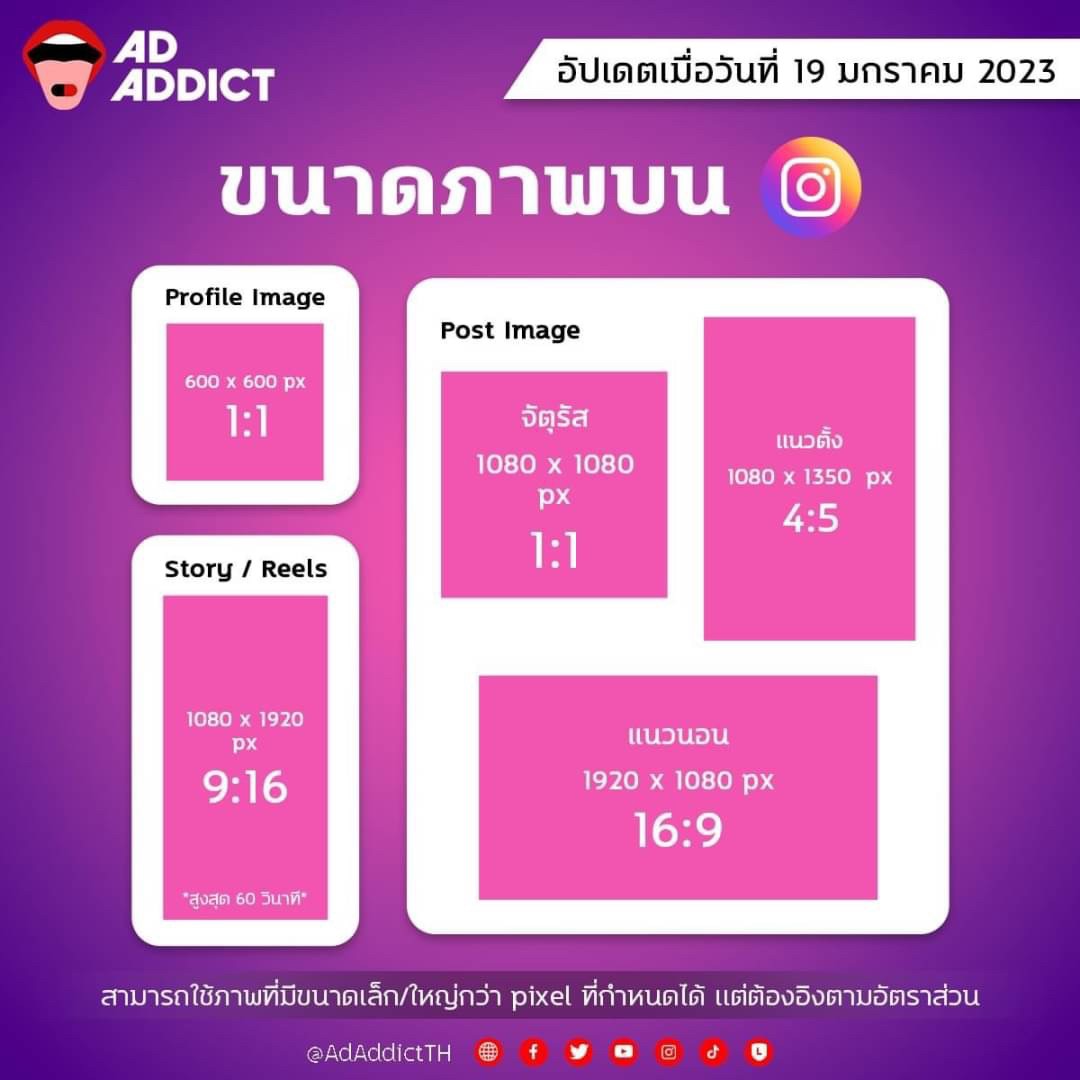 AD
ADDICT
อัปเดตเมื่อวันที่ 19 มกราคม 2023
ขนาดภาพบน
Profile Image
600 x 600 px
1:1
Post Image
จัตุรัส
1080 x 1080
px
1:1
แนวตั้ง
1080 x 1350 px
4:5
Story / Reels
1080 x 1920
px
9:16
*สูงสุด 60 วินาที*
แนวนอน
1920 x 1080 px
16:9
สามารถใช้ภาพที่มีขนาดเล็ก/ใหญ่กว่า pixel ที่กำหนดได้ แต่ต้องอิงตามอัตราส่วน
@AdAddictTH